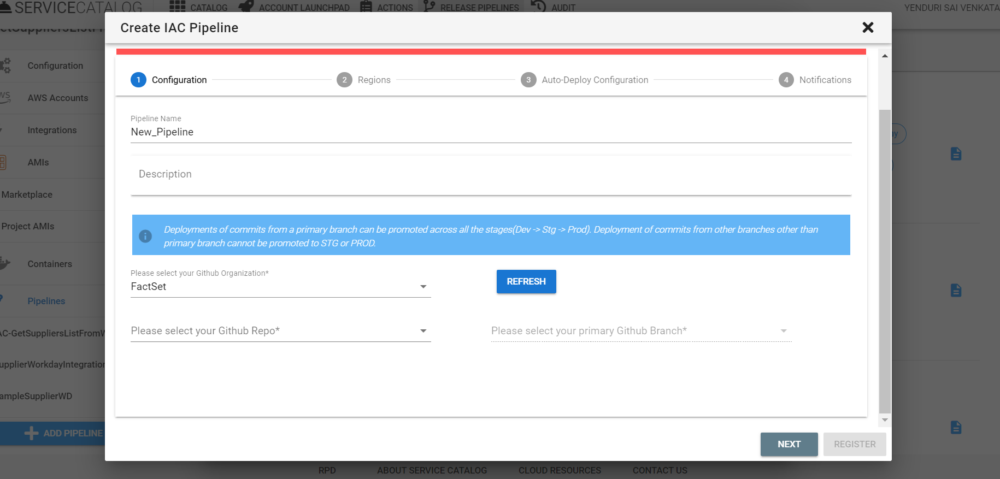 SERVICECATALOG
CATALOG
ACCOUNT LAUNCHPAD
ACTIONS
RELEASE PIPELINES
AUDIT
YENDURI SAI VENKATA
Create IAC Pipeline
Configuration
AWS Accounts
Integrations
AMIs
Marketplace
Project AMIs
Containers
Pipelines
AC-GetSuppliersListFromW
upplierWorkdayIntegration
ampleSupplierWD
ADD PIPELINE
1 Configuration
2 Regions
3 Auto-Deploy Configuration
4 Notifications
Pipeline Name
New_Pipeline
Description
Deployments of commits from a primary branch can be promoted across all the stages(Dev -> Stg -> Prod). Deployment of commits from other branches other than
primary branch cannot be promoted to STG or PROD.
Please select your Github Organization*
FactSet
REFRESH
Please select your Github Repo*
Please select your primary Github Branch*
NEXT
REGISTER
ay
RPD
ABOUT SERVICE CATALOG
CLOUD RESOURCES
CONTACT US